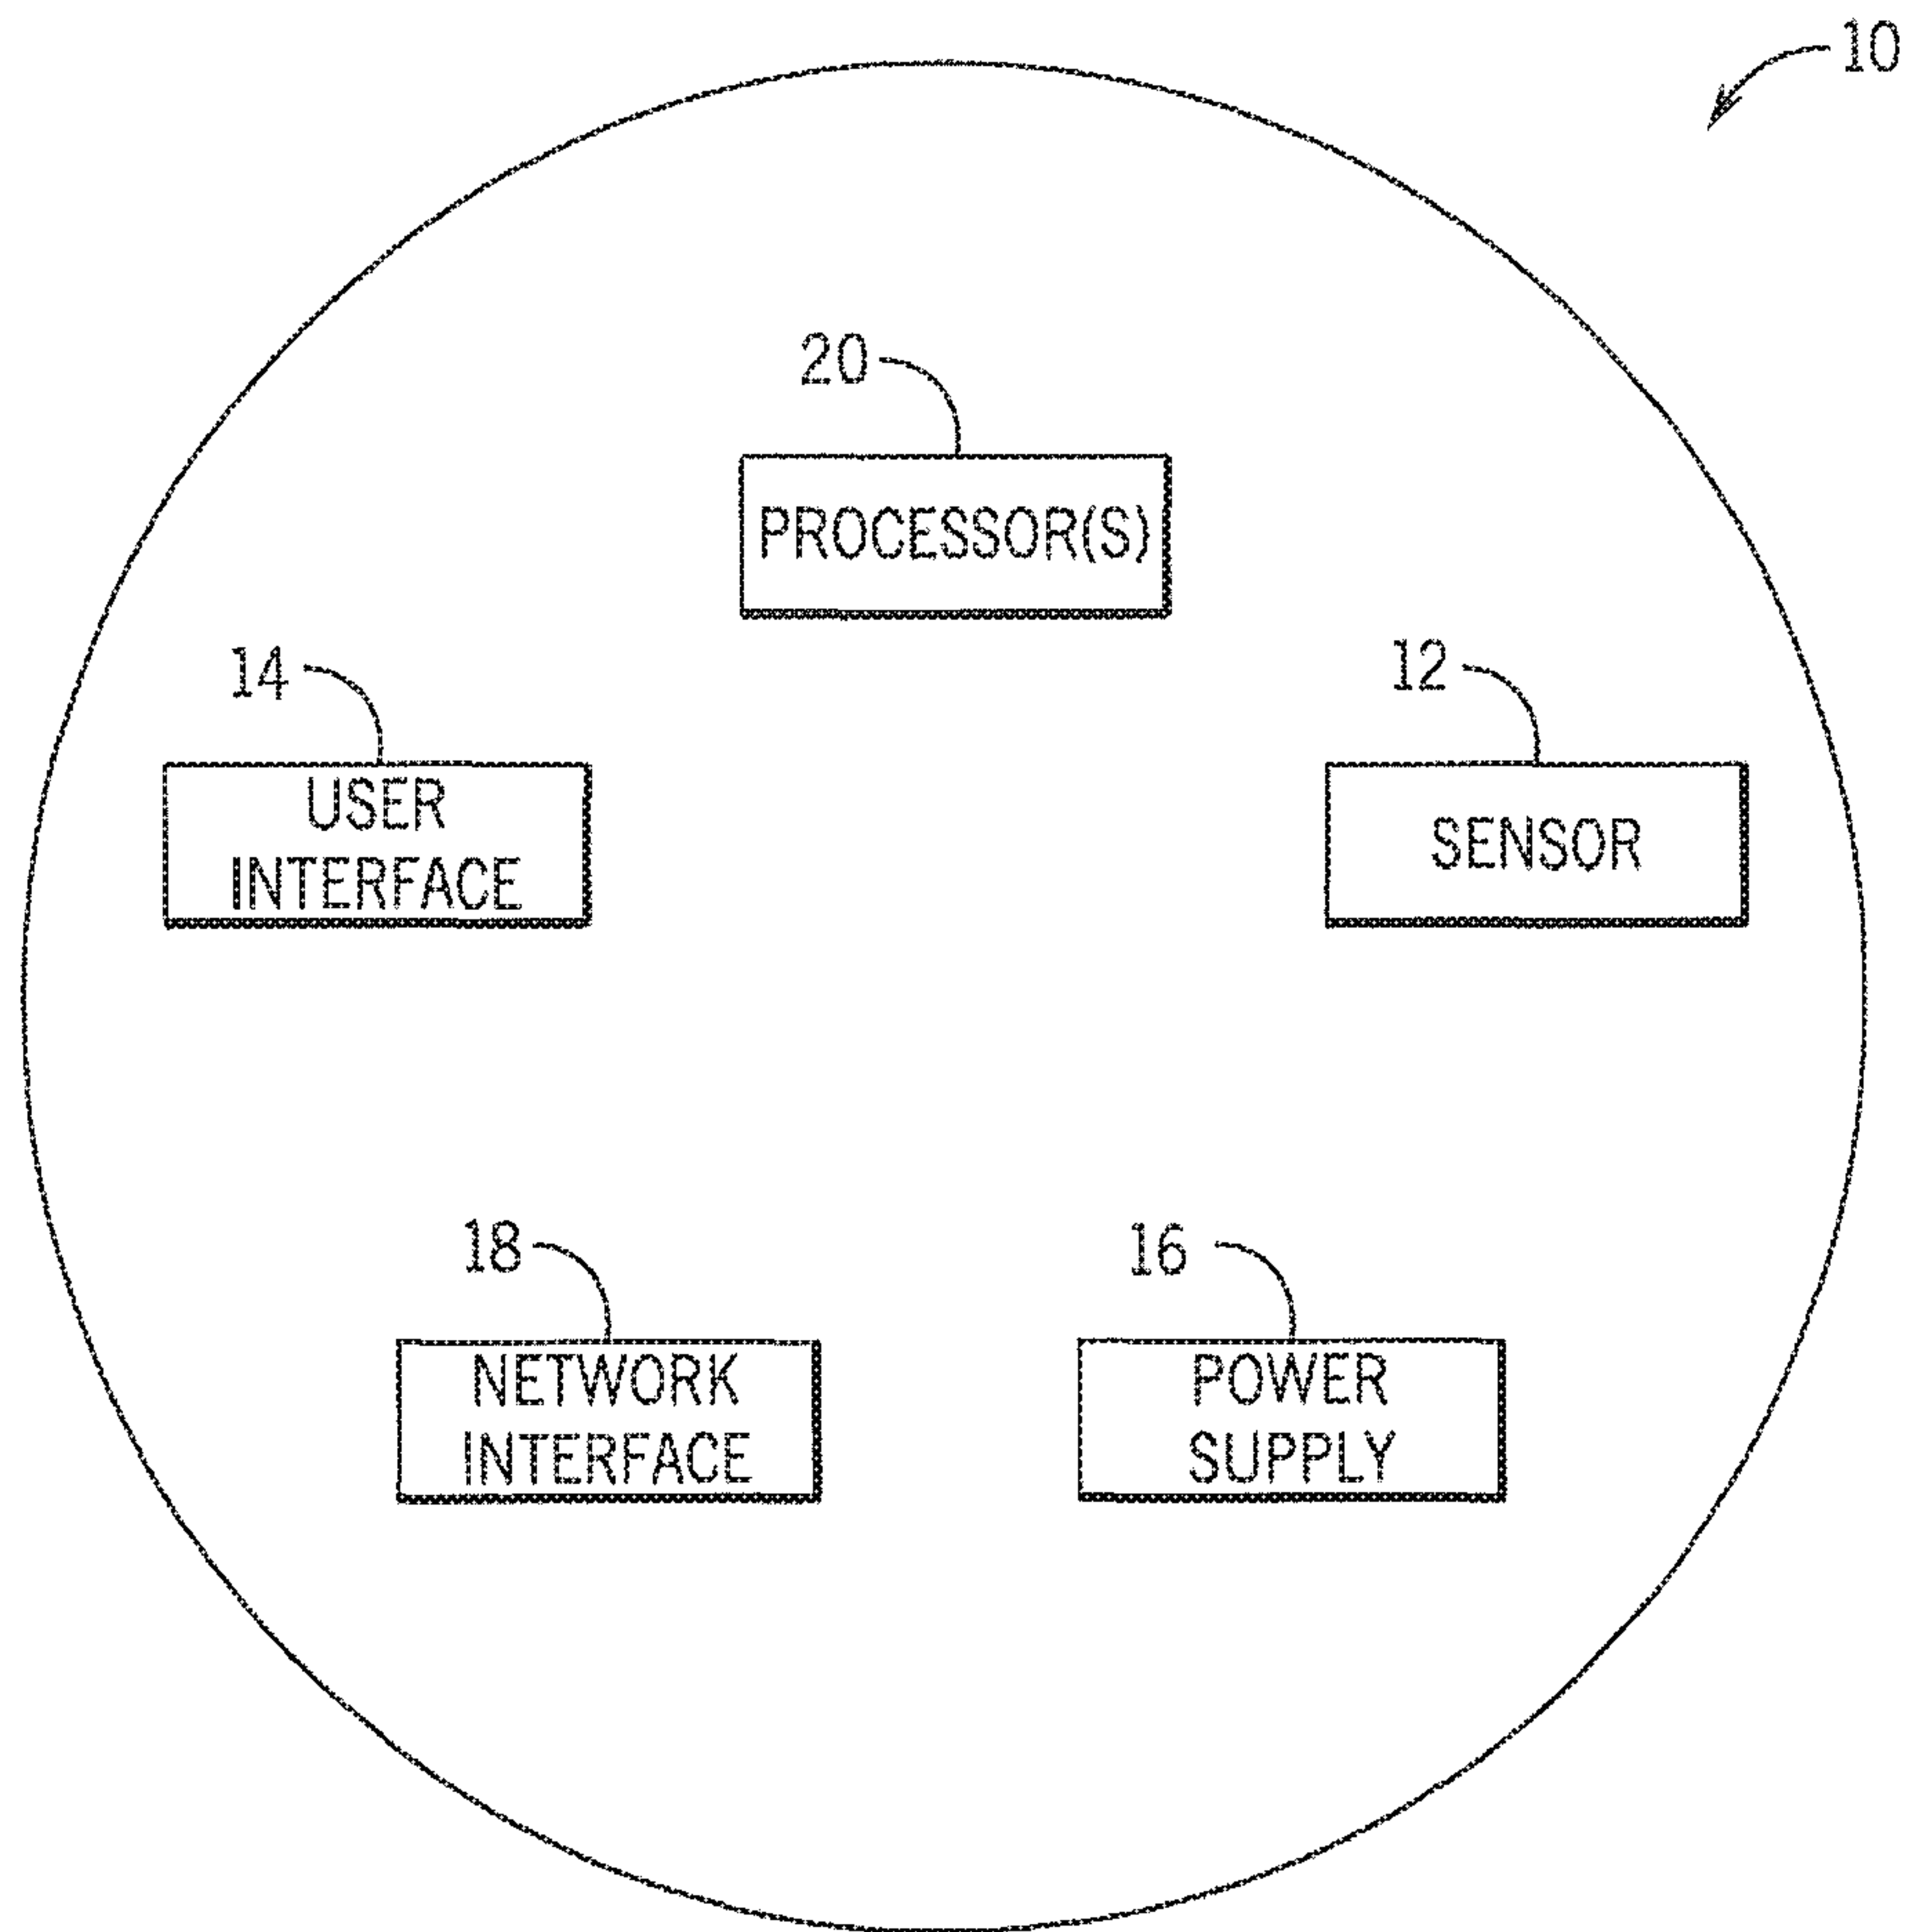 10
20
PROCESSOR(S)
14
USER
INTERFACE
12
SENSOR
18
NETWORK
INTERFACE
16
POWER
SUPPLY